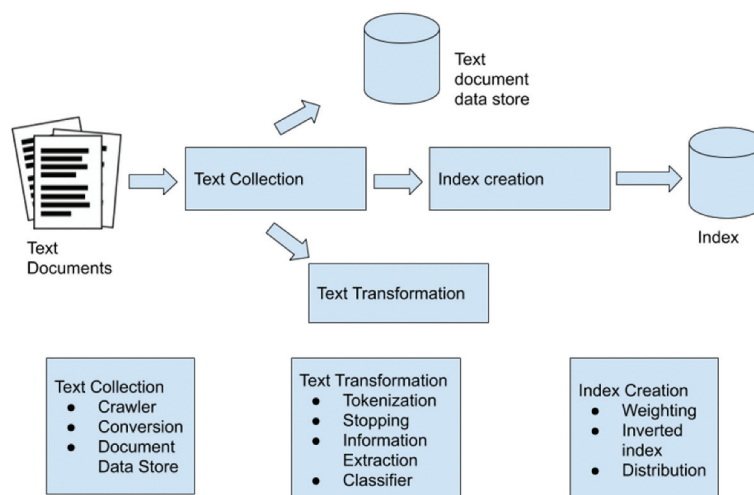 Text
document
data store
Text Collection
Index creation
Text
Documents
Index
Text Transformation
Text Collection
● Crawler
● Conversion
● Document
Data Store
Text Transformation
● Tokenization
● Stopping
● Information
Extraction
● Classifier
Index Creation
● Weighting
● Inverted
index
● Distribution